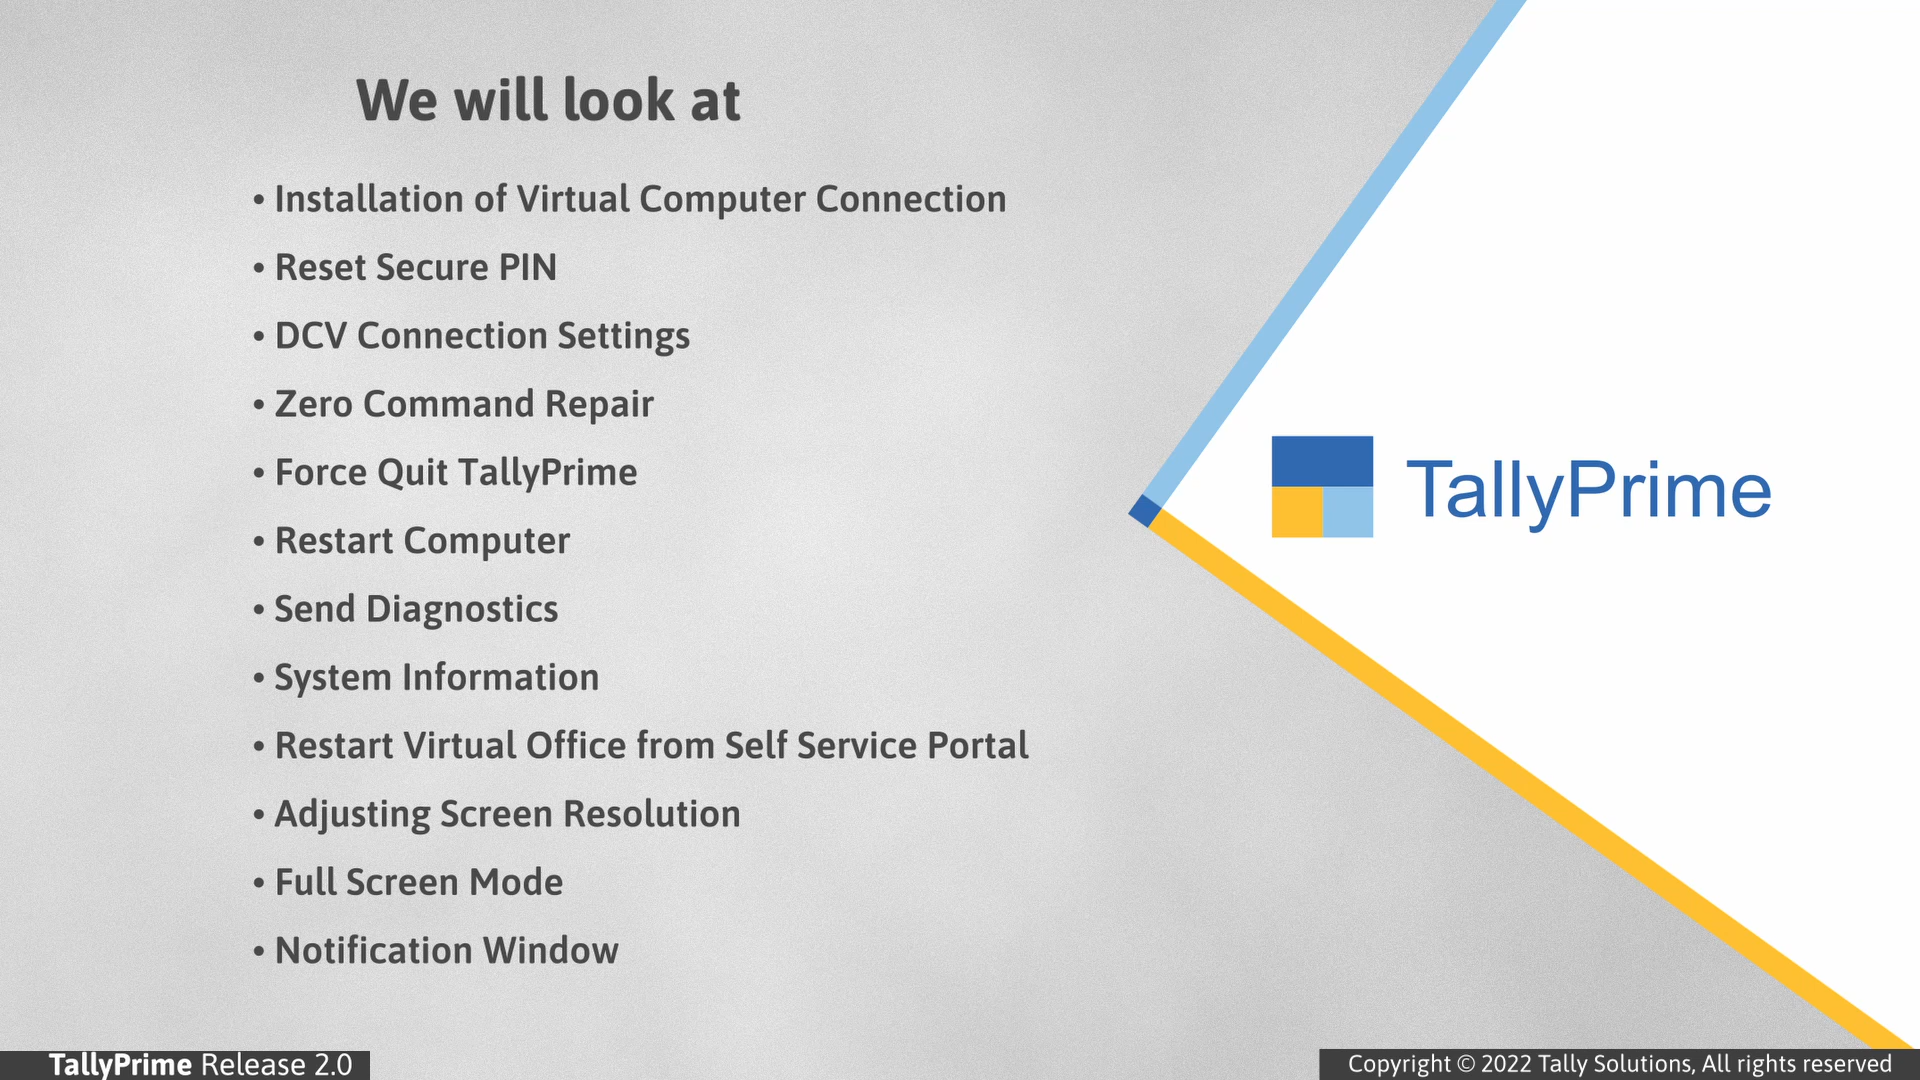 We will look at
• Installation of Virtual Computer Connection
• Reset Secure PIN
• DCV Connection Settings
• Zero Command Repair
• Force Quit TallyPrime
• Restart Computer
• Send Diagnostics
• System Information
• Restart Virtual Office from Self Service Portal
• Adjusting Screen Resolution
• Full Screen Mode
• Notification Window
TallyPrime
TallyPrime Release 2.0
Copyright © 2022 Tally Solutions, All rights reserved